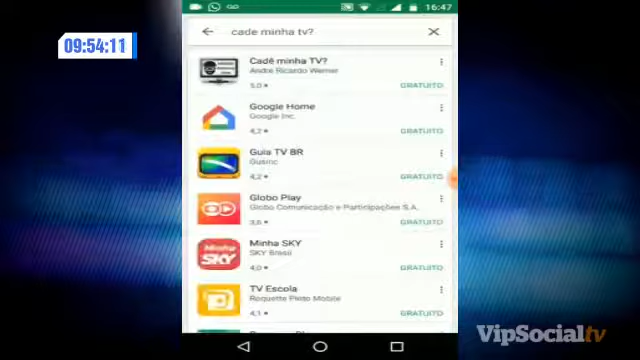 09:54:11
16:47
cade minha tv?
Cadê minha TV?
Andre Ricardo Werner
5,0
GRATUITO
Google Home
Google Inc.
4,2
GRATUITO
Guia TV BR
Gusinc
4,2
GRATUITO
Globo Play
Globo Comunicação e Participações S.A.
3,6
GRATUITO
Minha SKY
Minha SKY
SKY Brasil
4,0
GRATUITO
TV Escola
Roquette Pinto Mobile
4,1
GRATUITO
VipSocialtv